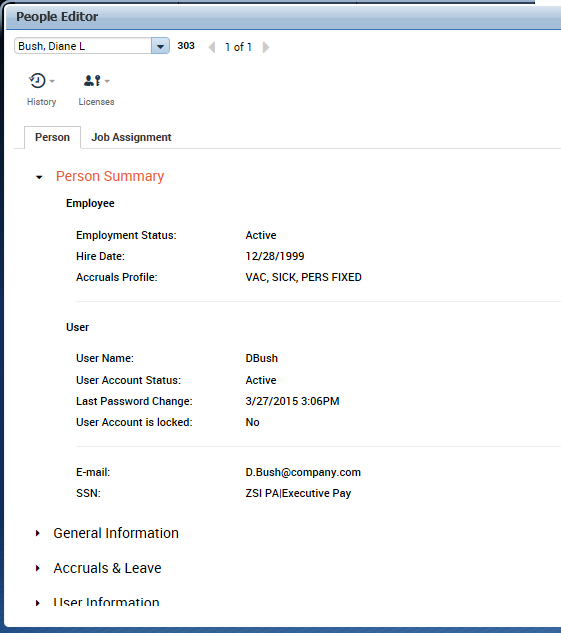 People Editor
Bush, Diane L 303 1 of 1
History Licenses
Person Job Assignment
Person Summary
Employee
Employment Status: Active
Hire Date: 12/28/1999
Accruals Profile: VAC, SICK, PERS FIXED
User
User Name: DBush
User Account Status: Active
Last Password Change: 3/27/2015 3:06PM
User Account is locked: No
E-mail: D.Bush@company.com
SSN: ZSI PA|Executive Pay
General Information
Accruals & Leave
User Information